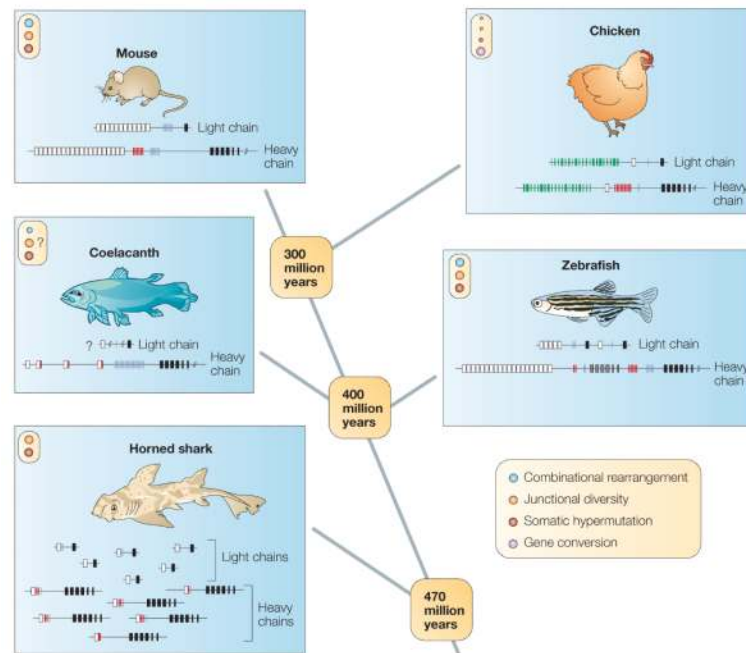 Mouse
Light chain
Heavy
chain
Chicken
Light chain
Heavy
chain
Coelacanth
?
? Light chain
Heavy
chain
300
million
years
Zebrafish
Light chain
Heavy
chain
400
million
years
Horned shark
Light chains
Heavy
chains
Combinational rearrangement
Junctional diversity
Somatic hypermutation
Gene conversion
470
million
years